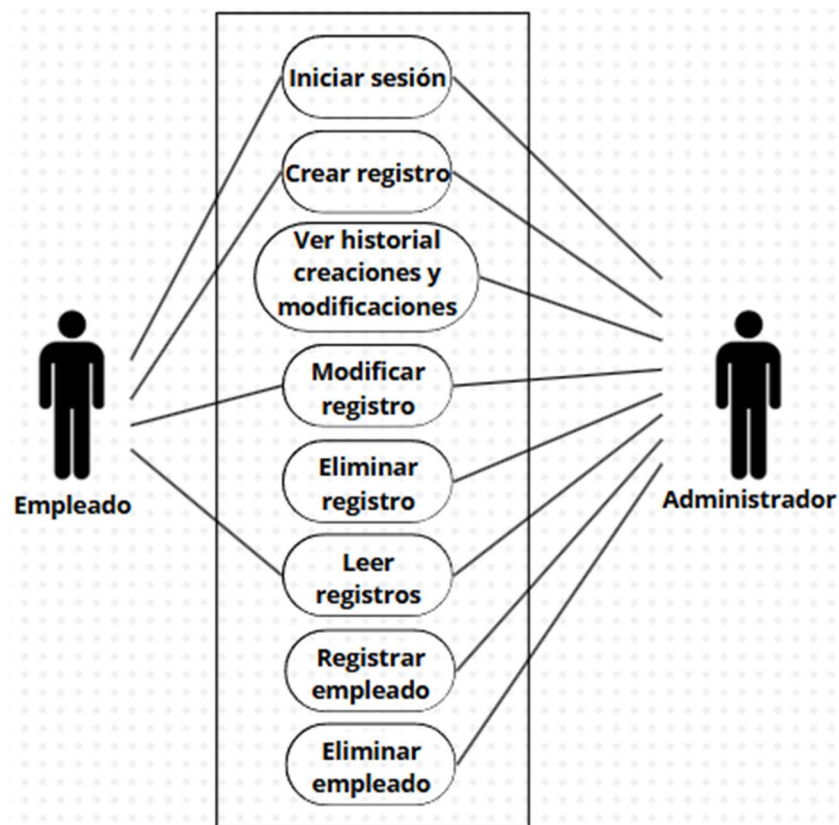 Iniciar sesión
Crear registro
Ver historial
creaciones y
modificaciones
Modificar
registro
Eliminar
registro
Empleado
Administrador
Leer
registros
Registrar
empleado
Eliminar
empleado